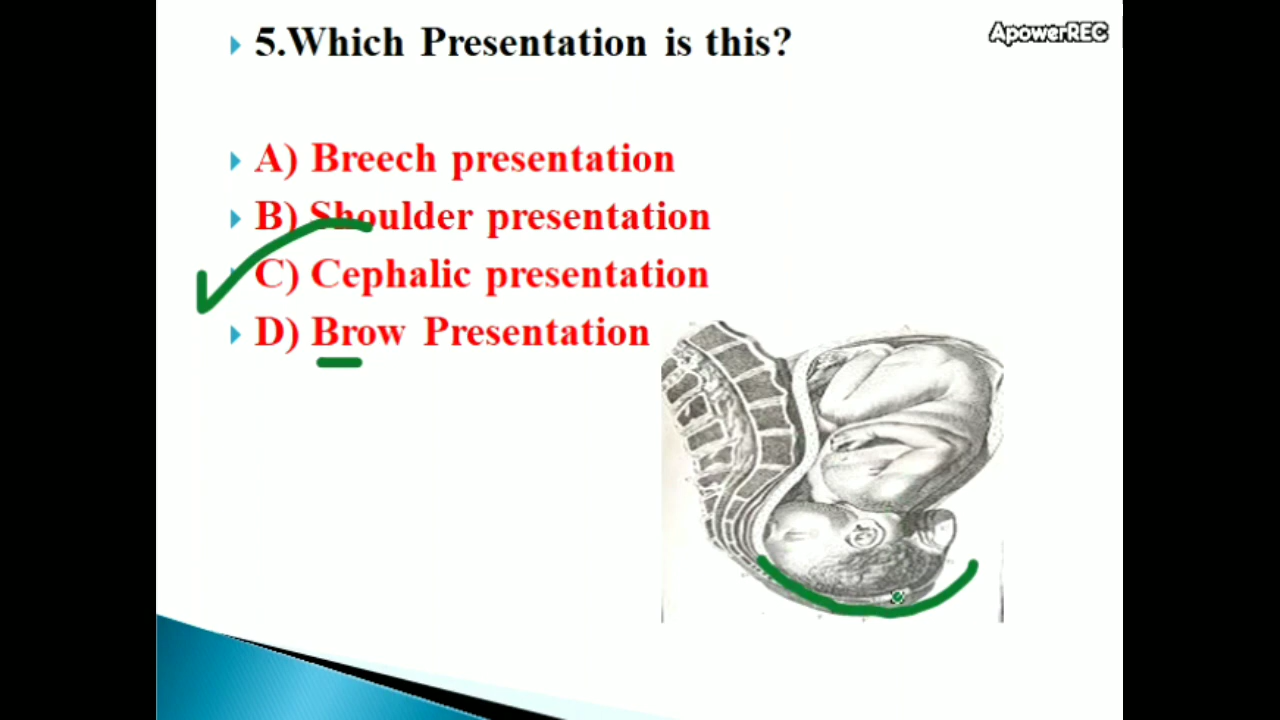 5.Which Presentation is this?
ApowerREC
A) Breech presentation
B) Shoulder presentation
C) Cephalic presentation
D) Brow Presentation